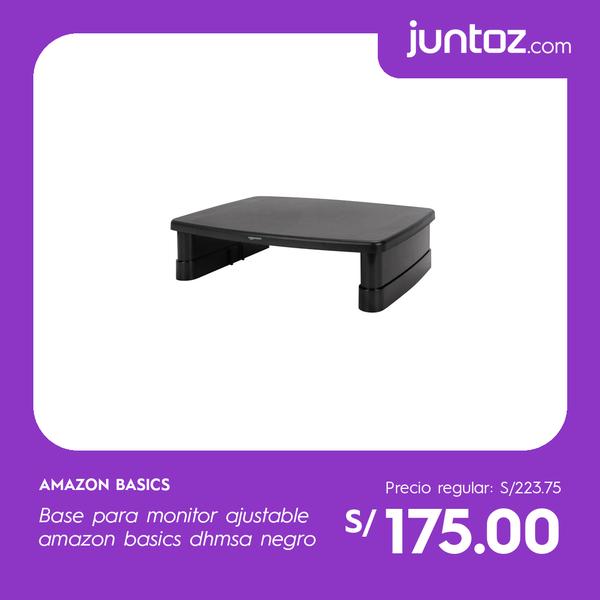 juntoz.com
AMAZON BASICS
Base para monitor ajustable
amazon basics dhmsa negro
Precio regular: S/223.75
S/ 175.00